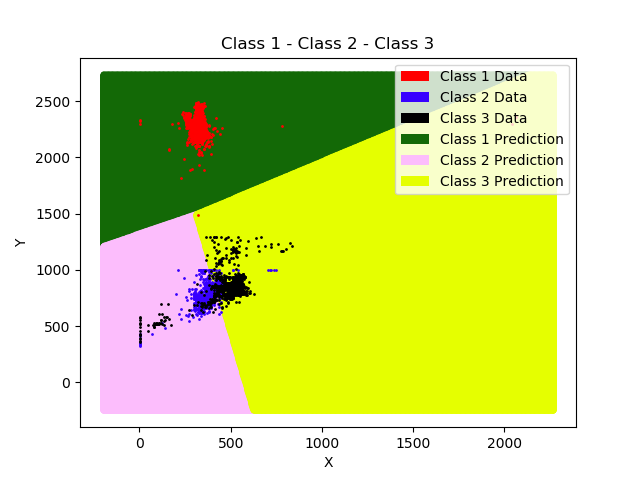 Class 1 - Class 2 - Class 3
Class 1 Data
Class 2 Data
Class 3 Data
Class 1 Prediction
Class 2 Prediction
Class 3 Prediction
2500
2000
1500
1000
500
0
Y
0 500 1000 1500 2000
X